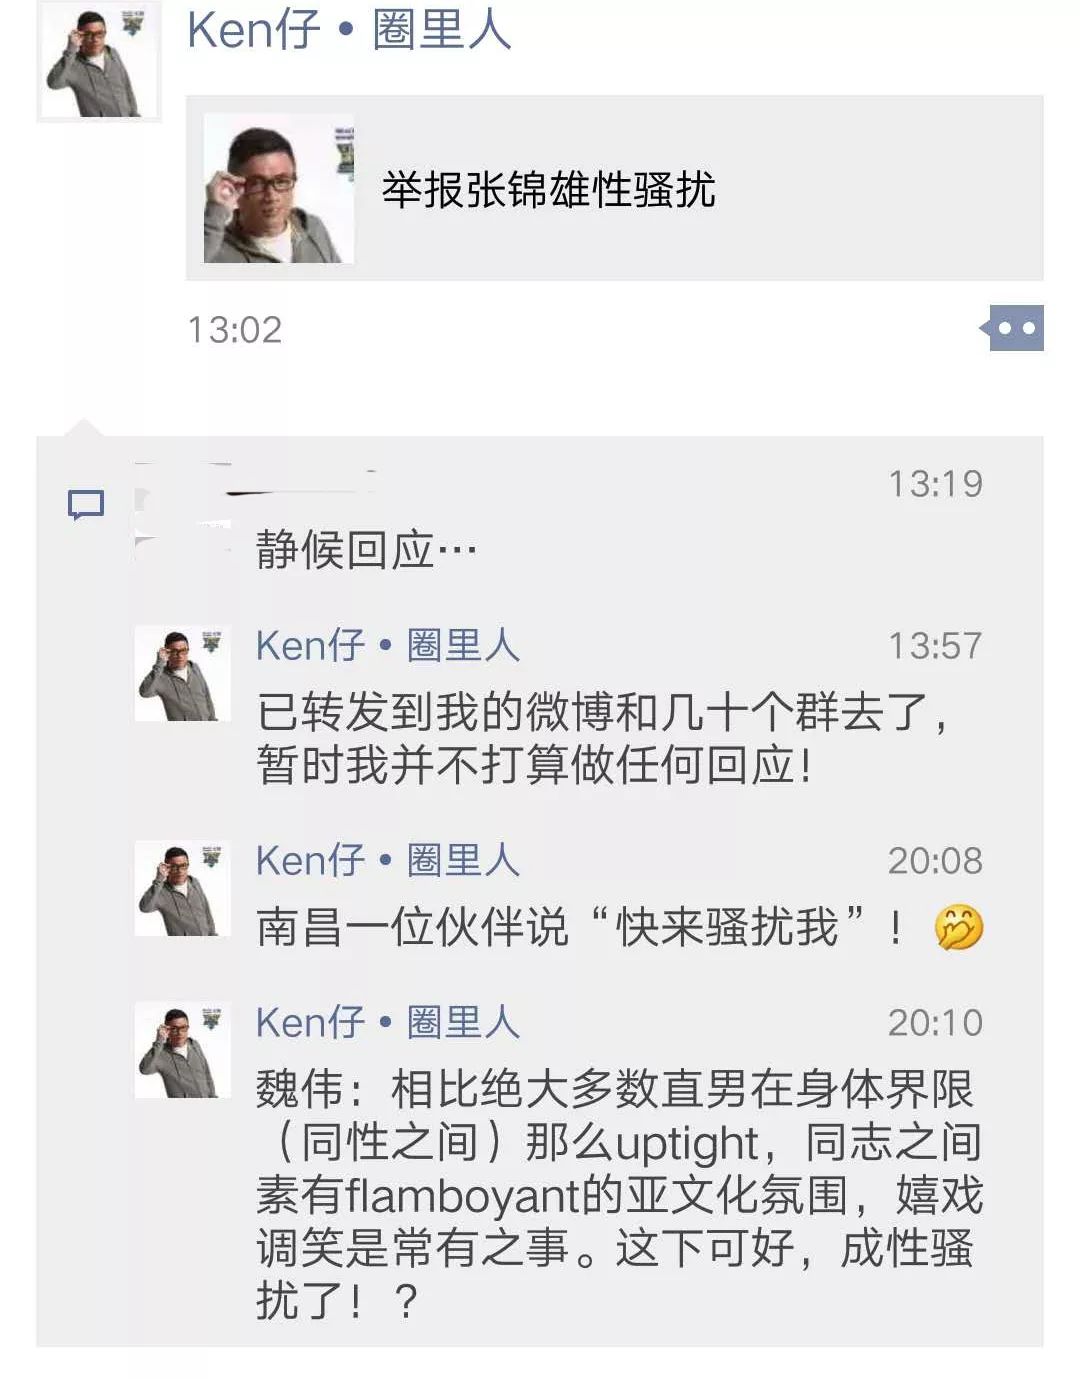 Ken仔•圈里人
举报张锦雄性骚扰
13:02
13:19
静候回应…
Ken仔•圈里人
13:57
已转发到我的微博和几十个群去了，
暂时我并不打算做任何回应！
Ken仔•圈里人
20:08
南昌一位伙伴说“快来骚扰我”！🤭
Ken仔•圈里人
20:10
魏伟：相比绝大多数直男在身体界限
（同性之间）那么uptight，同志之间
素有flamboyant的亚文化氛围，嬉戏
调笑是常有之事。这下可好，成性骚
扰了！？